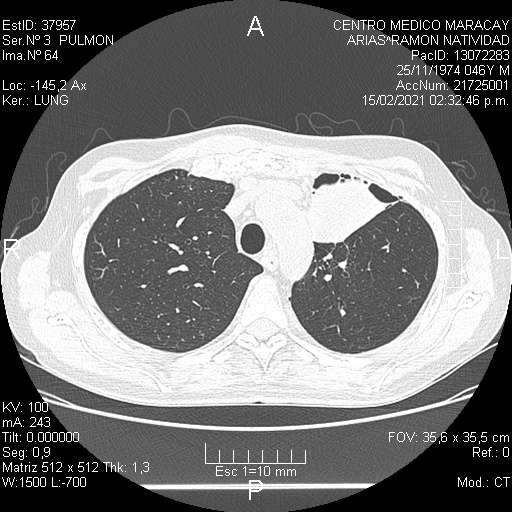 EstID: 37957
Ser.Nº 3 PULMON
Ima.Nº 64
Loc: -145,2 Ax
Ker.: LUNG
A
CENTRO MEDICO MARACAY
ARIAS^RAMON NATIVIDAD
PacID: 13072283
25/11/1974 046Y M
AccNum: 21725001
15/02/2021 02:32:46 p.m.
R
L
KV: 100
mA: 243
Tilt: 0.000000
Seg: 0,9
Matriz 512 x 512 Thk: 1,3
W:1500 L:-700
Esc 1=10 mm
P
FOV: 35,6 x 35,5 cm
Ref.: 0
Mod.: CT